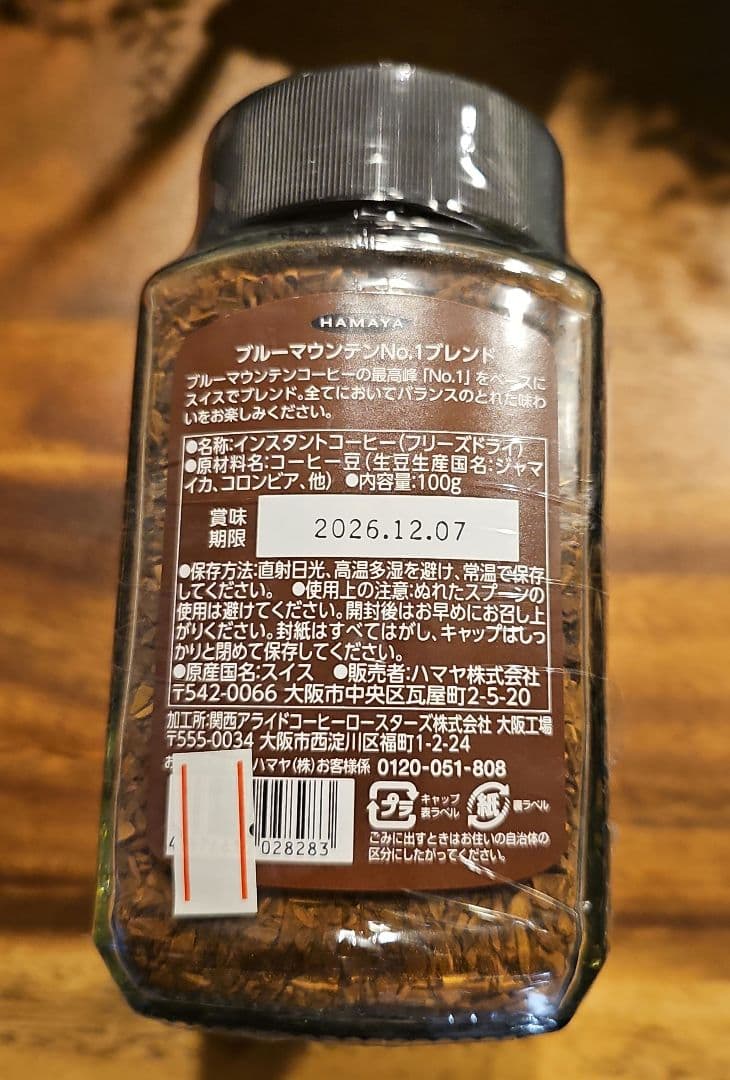 HAMAYA
ブルーマウンテンNo.1ブレンド
ブルーマウンテンコーヒーの最高峰「No.1」をベースに
スイスでブレンド。全てにおいてバランスのとれた味わ
いをお楽しみください。
●名称:インスタントコーヒー(フリーズドライ)
●原材料名:コーヒー豆(生豆生産国名:ジャマ
イカ、コロンビア、他) ●内容量:100g
賞味
期限
2026.12.07
●保存方法:直射日光、高温多湿を避け、常温で保存
してください。 ●使用上の注意:ぬれたスプーンの
使用は避けてください。開封後はお早めにお召し上
がりください。封紙はすべてはがし、キャップはしっ
かりと閉めて保存してください。
●原産国名:スイス ●販売者:ハマヤ株式会社
〒542-0066 大阪市中央区瓦屋町2-5-20
加工所:関西アライドコーヒーロースターズ株式会社 大阪工場
〒555-0034 大阪市西淀川区福町1-2-24
お ハマヤ(株)お客様係 0120-051-808
プラ キャップ 紙 裏ラベル
表ラベル
4 028283
ごみに出すときはお住いの自治体の
区分にしたがってください。